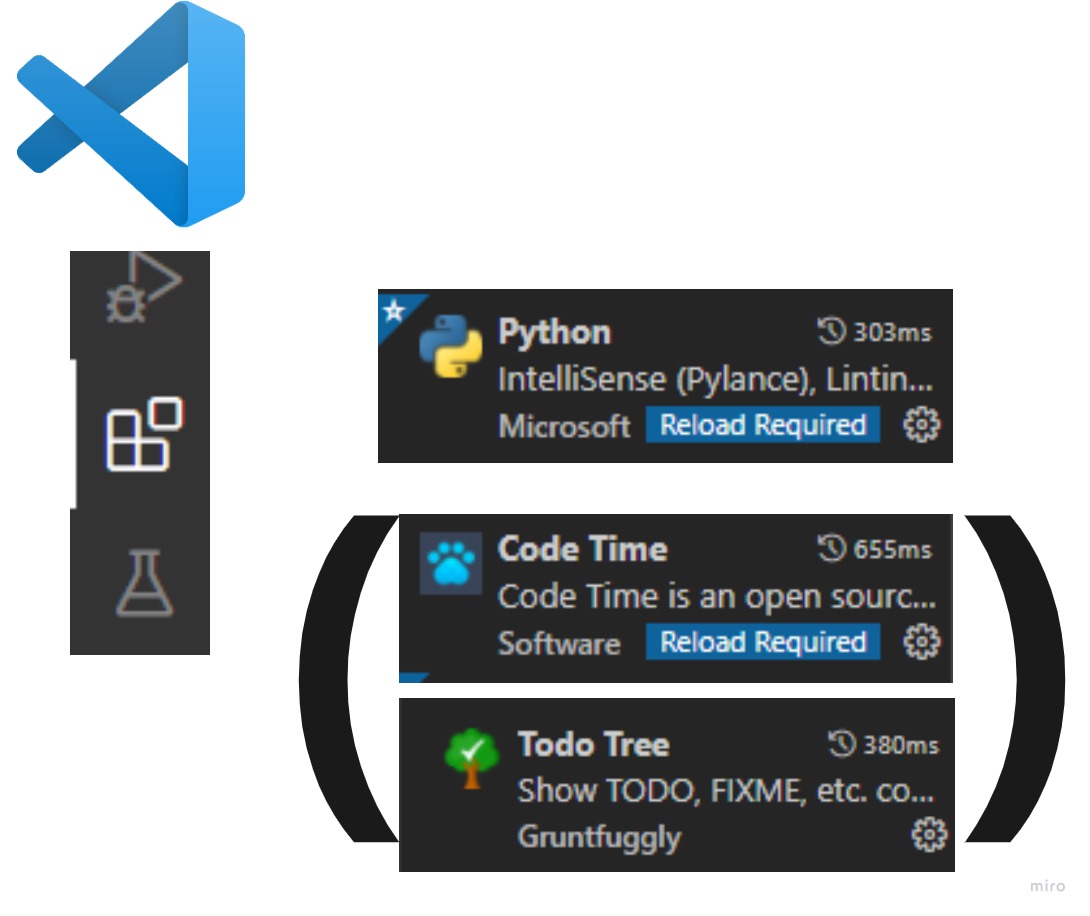 Python 303ms
IntelliSense (Pylance), Lintin...
Microsoft Reload Required
Code Time 655ms
Code Time is an open sourc...
Software Reload Required
Todo Tree 380ms
Show TODO, FIXME, etc. co...
Gruntfuggly
miro